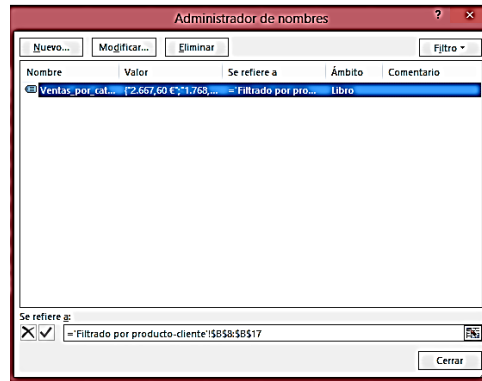 Administrador de nombres ?
Nuevo... Modificar... Eliminar Filtro
Nombre Valor Se refiere a Ámbito Comentario
Ventas_por_cat... {"2.667,60 €";"1.768,... ='Filtrado por pro... Libro
Se refiere a:
='Filtrado por producto-cliente'!$B$8:$B$17
Cerrar